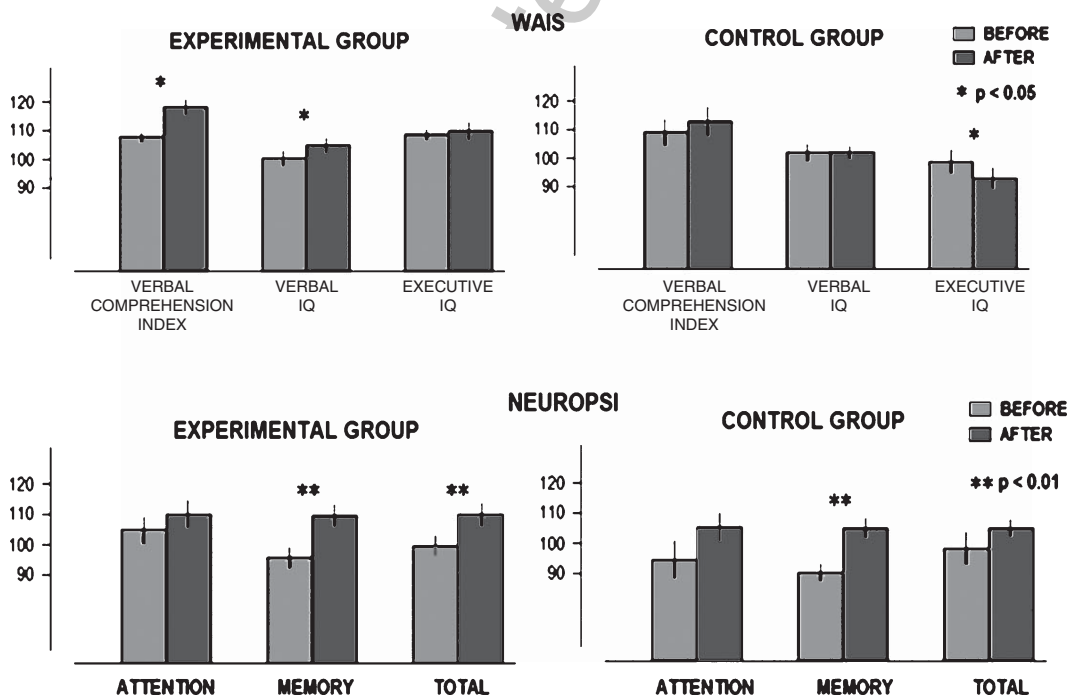 WAIS
EXPERIMENTAL GROUP
CONTROL GROUP
BEFORE
AFTER
* p < 0.05
120
110
100
90
*
*
120
110
100
90
*
VERBAL
COMPREHENSION
INDEX
VERBAL
IQ
EXECUTIVE
IQ
VERBAL
COMPREHENSION
INDEX
VERBAL
IQ
EXECUTIVE
IQ
NEUROPSI
EXPERIMENTAL GROUP
CONTROL GROUP
BEFORE
AFTER
** p < 0.01
120
110
100
90
**
**
120
110
100
90
**
ATTENTION
MEMORY
TOTAL
ATTENTION
MEMORY
TOTAL